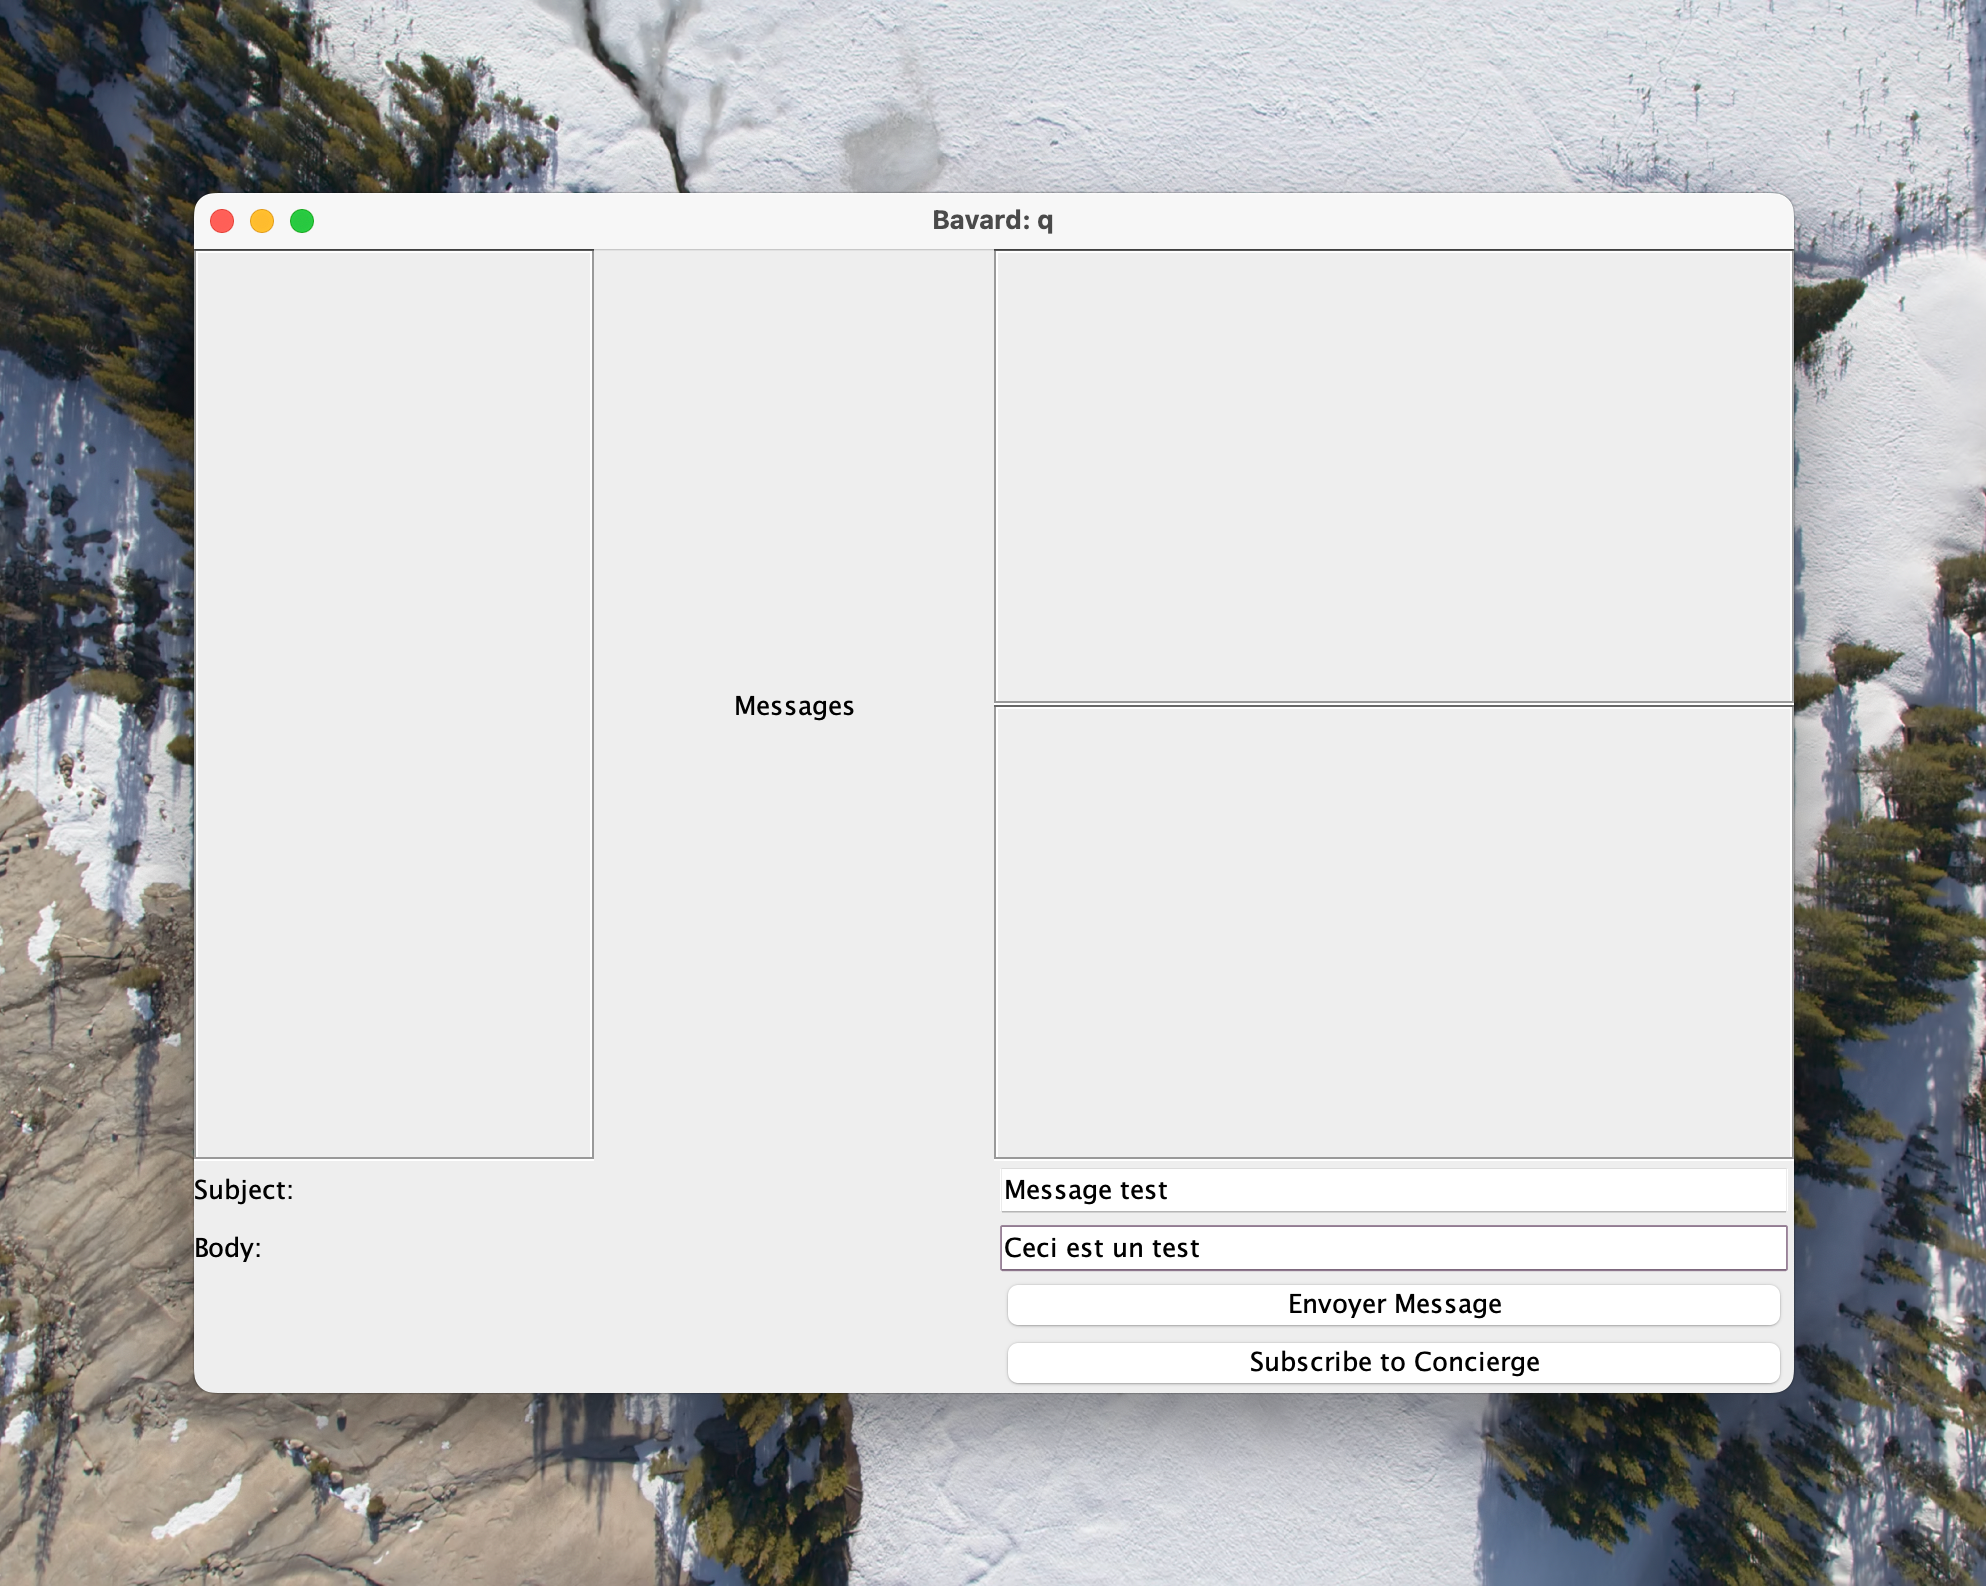 Bavard: q
Messages
Subject:
Message test
Body:
Ceci est un test
Envoyer Message
Subscribe to Concierge